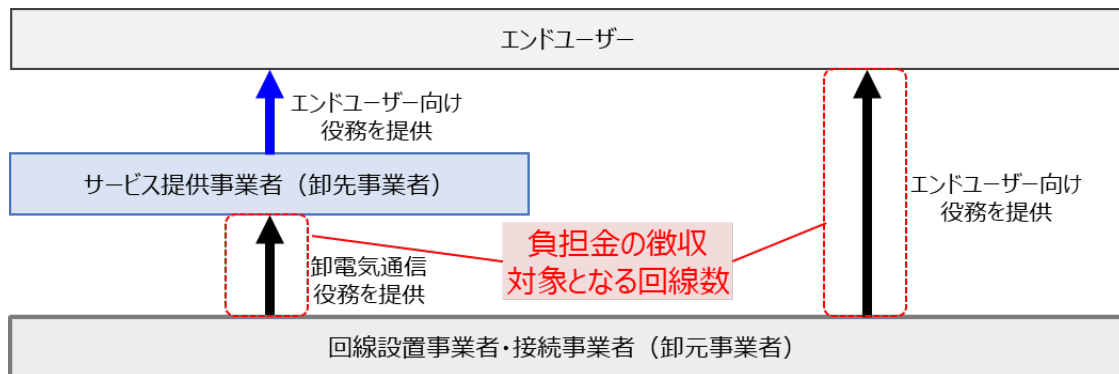 エンドユーザー
エンドユーザー向け
役務を提供
サービス提供事業者（卸先事業者）
エンドユーザー向け
役務を提供
負担金の徴収
対象となる回線数
卸電気通信
役務を提供
回線設置事業者・接続事業者（卸元事業者）